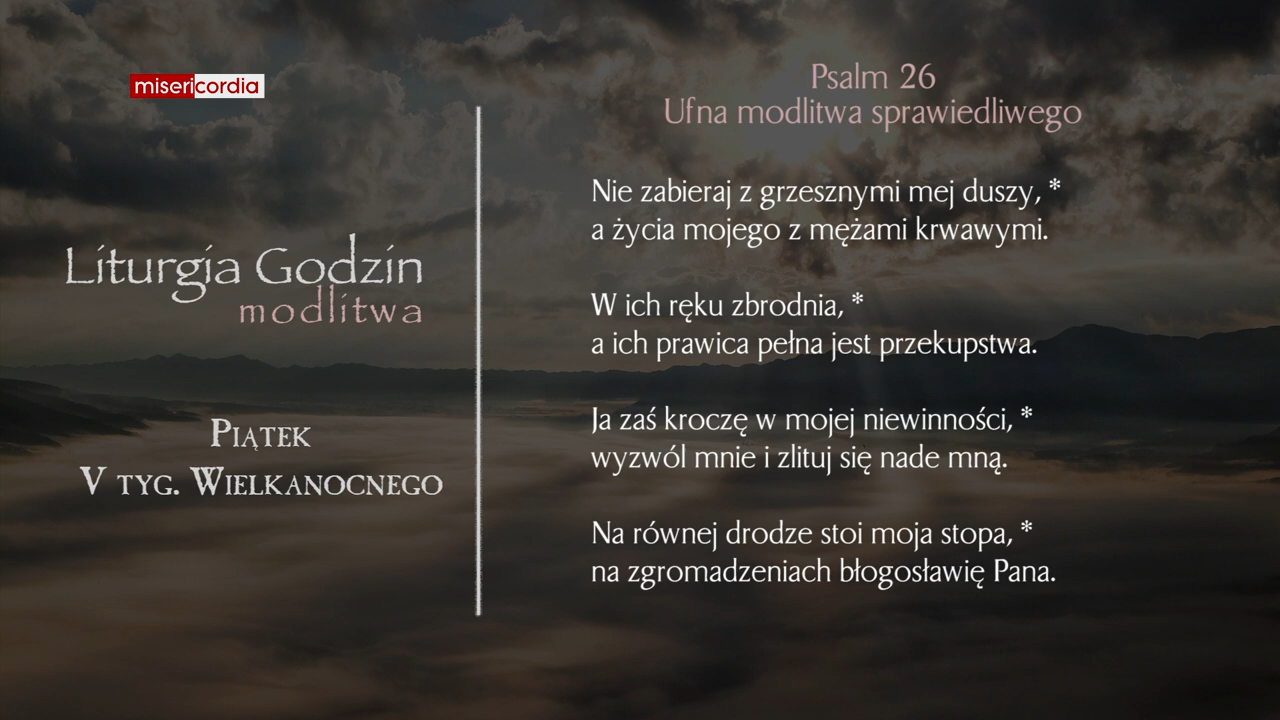 misericordia
Liturgia Godzin
modlitwa
Piątek
V tyg. Wielkanocnego
Psalm 26
Ufna modlitwa sprawiedliwego
Nie zabieraj z grzesznymi mej duszy, *
a życia mojego z mężami krwawymi.
W ich ręku zbrodnia, *
a ich prawica pełna jest przekupstwa.
Ja zaś kroczę w mojej niewinności, *
wyzwól mnie i zlituj się nade mną.
Na równej drodze stoi moja stopa, *
na zgromadzeniach błogosławię Pana.